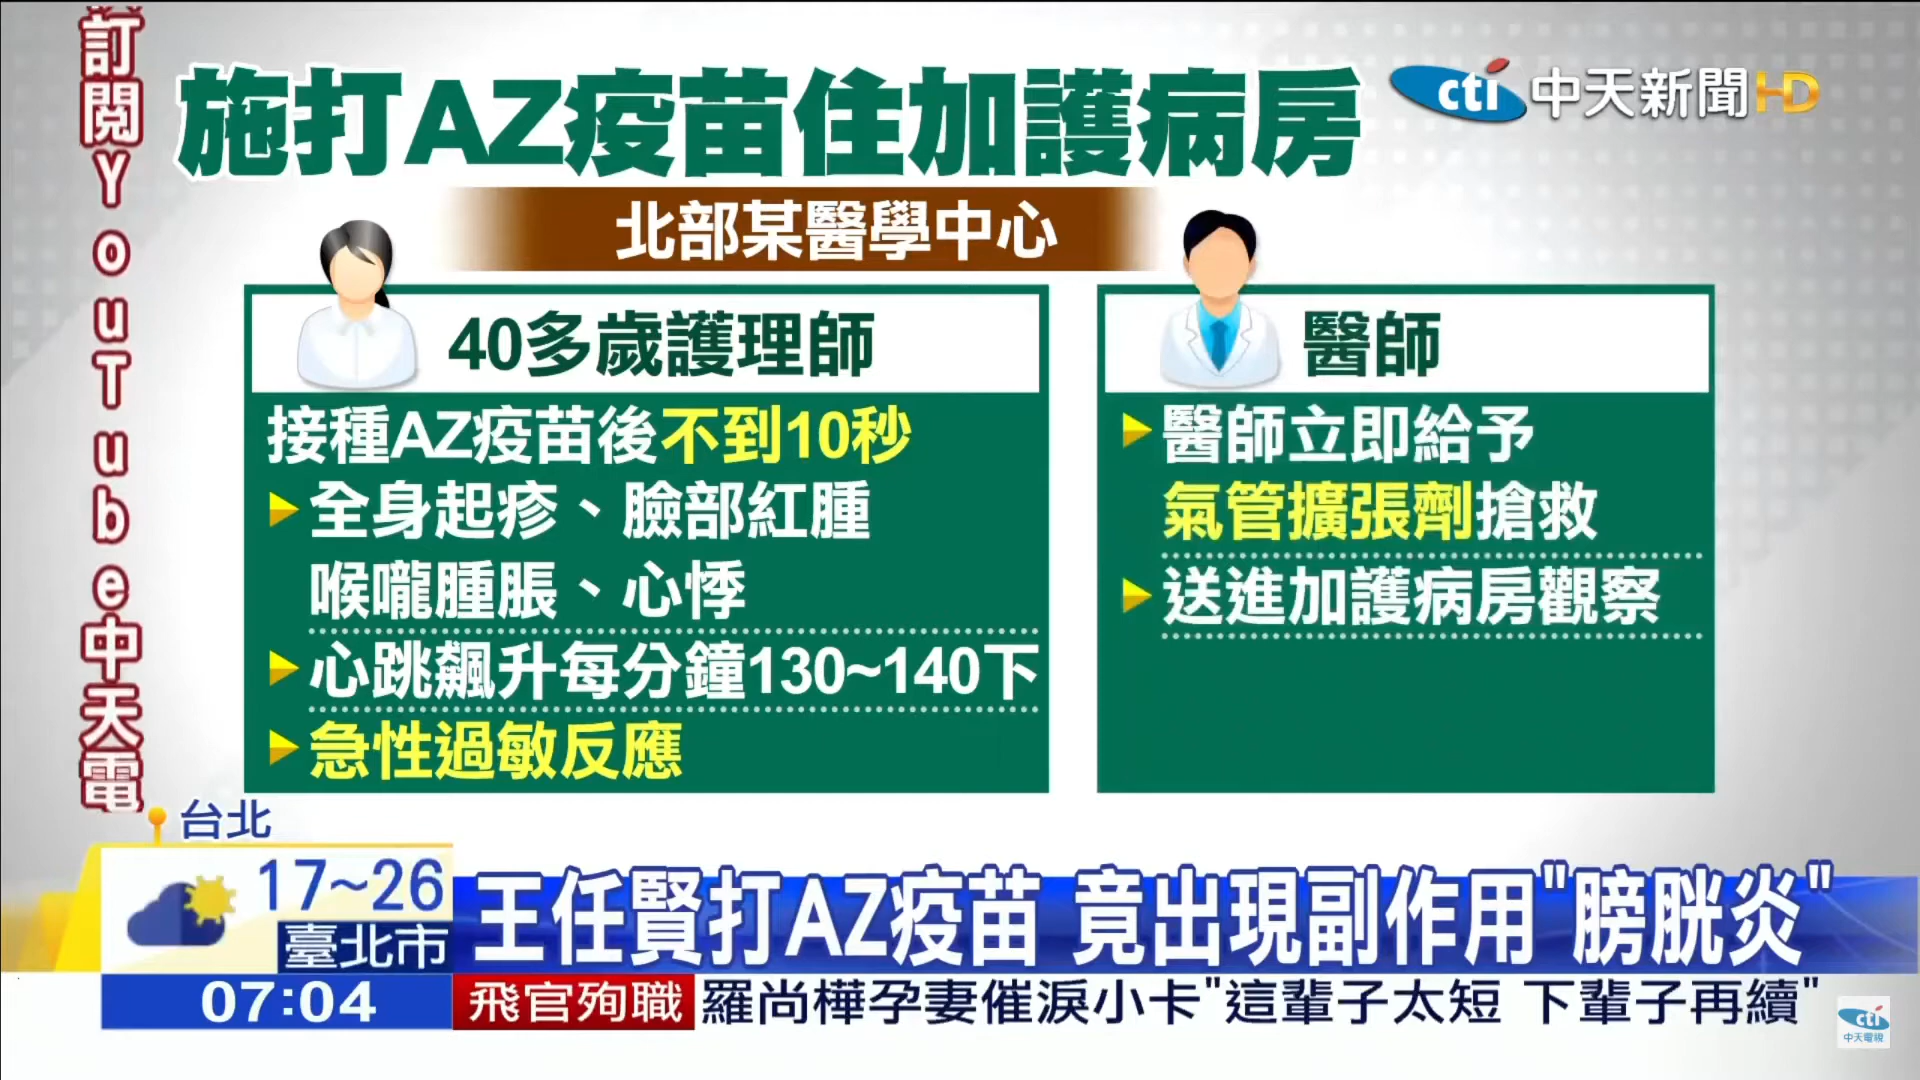 訂閱YouTube中天電
施打AZ疫苗住加護病房
cti 中天新聞HD
北部某醫學中心
40多歲護理師
接種AZ疫苗後不到10秒
全身起疹、臉部紅腫
喉嚨腫脹、心悸
心跳飆升每分鐘130~140下
急性過敏反應
醫師
醫師立即給予
氣管擴張劑搶救
送進加護病房觀察
台北
17~26
臺北市
王任賢打AZ疫苗 竟出現副作用"膀胱炎"
07:04
飛官殉職
羅尚樺孕妻催淚小卡"這輩子太短 下輩子再續"
cti
中天電視